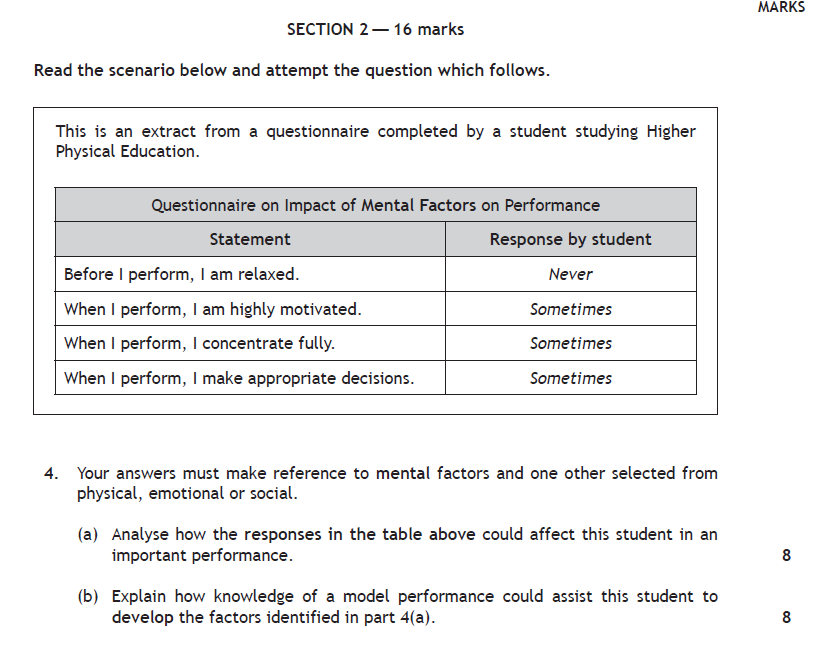 MARKS
SECTION 2 — 16 marks
Read the scenario below and attempt the question which follows.
This is an extract from a questionnaire completed by a student studying Higher
Physical Education.
Questionnaire on Impact of Mental Factors on Performance
Statement Response by student
Before I perform, I am relaxed. Never
When I perform, I am highly motivated. Sometimes
When I perform, I concentrate fully. Sometimes
When I perform, I make appropriate decisions. Sometimes
4. Your answers must make reference to mental factors and one other selected from
physical, emotional or social.
(a) Analyse how the responses in the table above could affect this student in an
important performance. 8
(b) Explain how knowledge of a model performance could assist this student to
develop the factors identified in part 4(a). 8